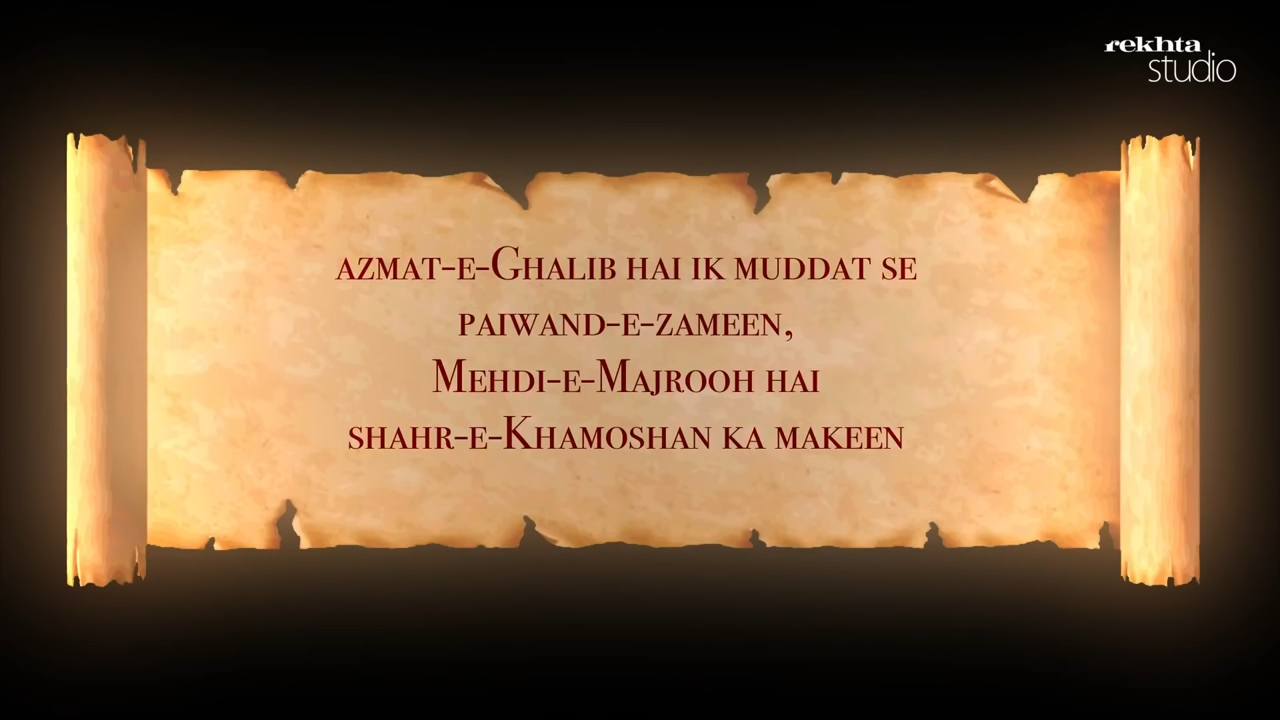 rekhta
studio
azmat-e-Ghalib hai ik muddat se
paiwand-e-zameen,
Mehdi-e-Majrooh hai
shahr-e-Khamoshan ka makeen